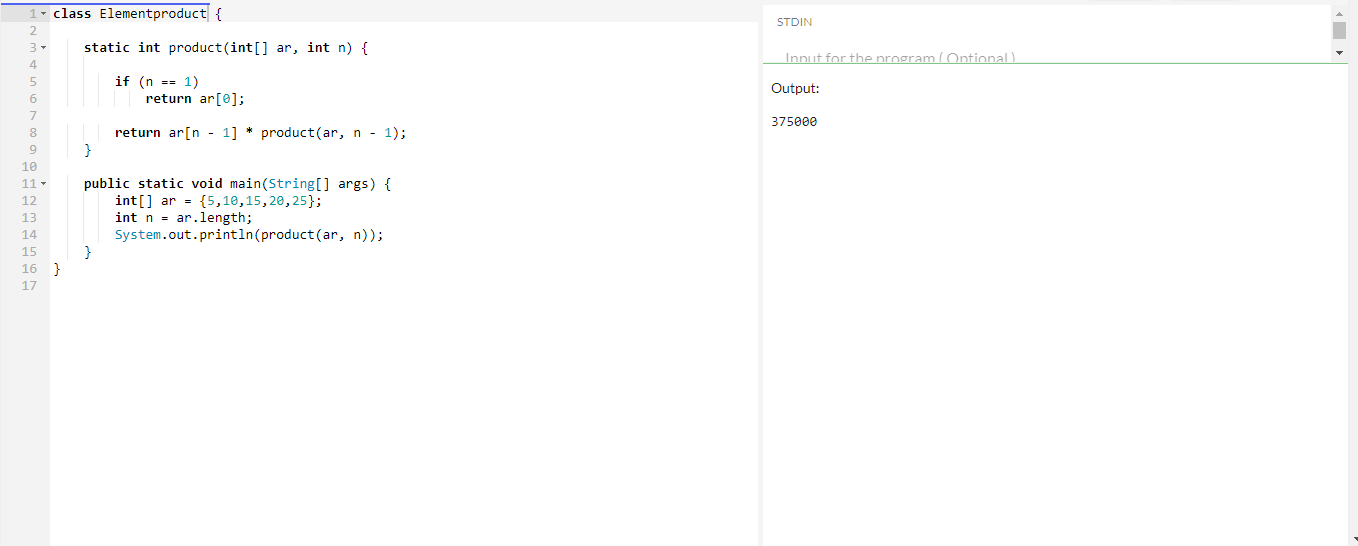 1 class Elementproduct {
2
3 static int product(int[] ar, int n) {
4
5 if (n == 1)
6 return ar[0];
7
8 return ar[n - 1] * product(ar, n - 1);
9 }
10
11 public static void main(String[] args) {
12 int[] ar = {5,10,15,20,25};
13 int n = ar.length;
14 System.out.println(product(ar, n));
15 }
16 }
17
STDIN
Input for the program ( Optional )
Output:
375000